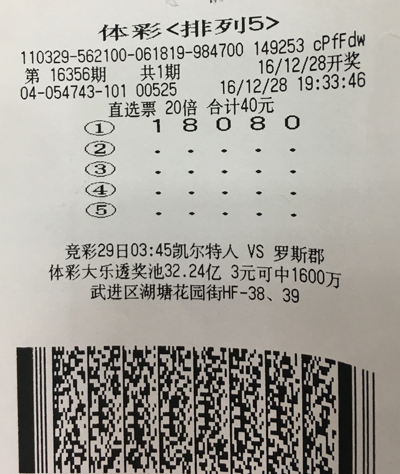 体彩<排列5>
110329-562100-061819-984700 149253 cPfFdw
第 16356期 共1期 16/12/28开奖
04-054743-101 00525 16/12/28 19:33:46
直选票 20倍 合计40元
① 1 8 0 8 0
② . . . . .
③ . . . . .
④ . . . . .
⑤ . . . . .
竞彩29日03:45凯尔特人 VS 罗斯郡
体彩大乐透奖池32.24亿 3元可中1600万
武进区湖塘花园街HF-38、39